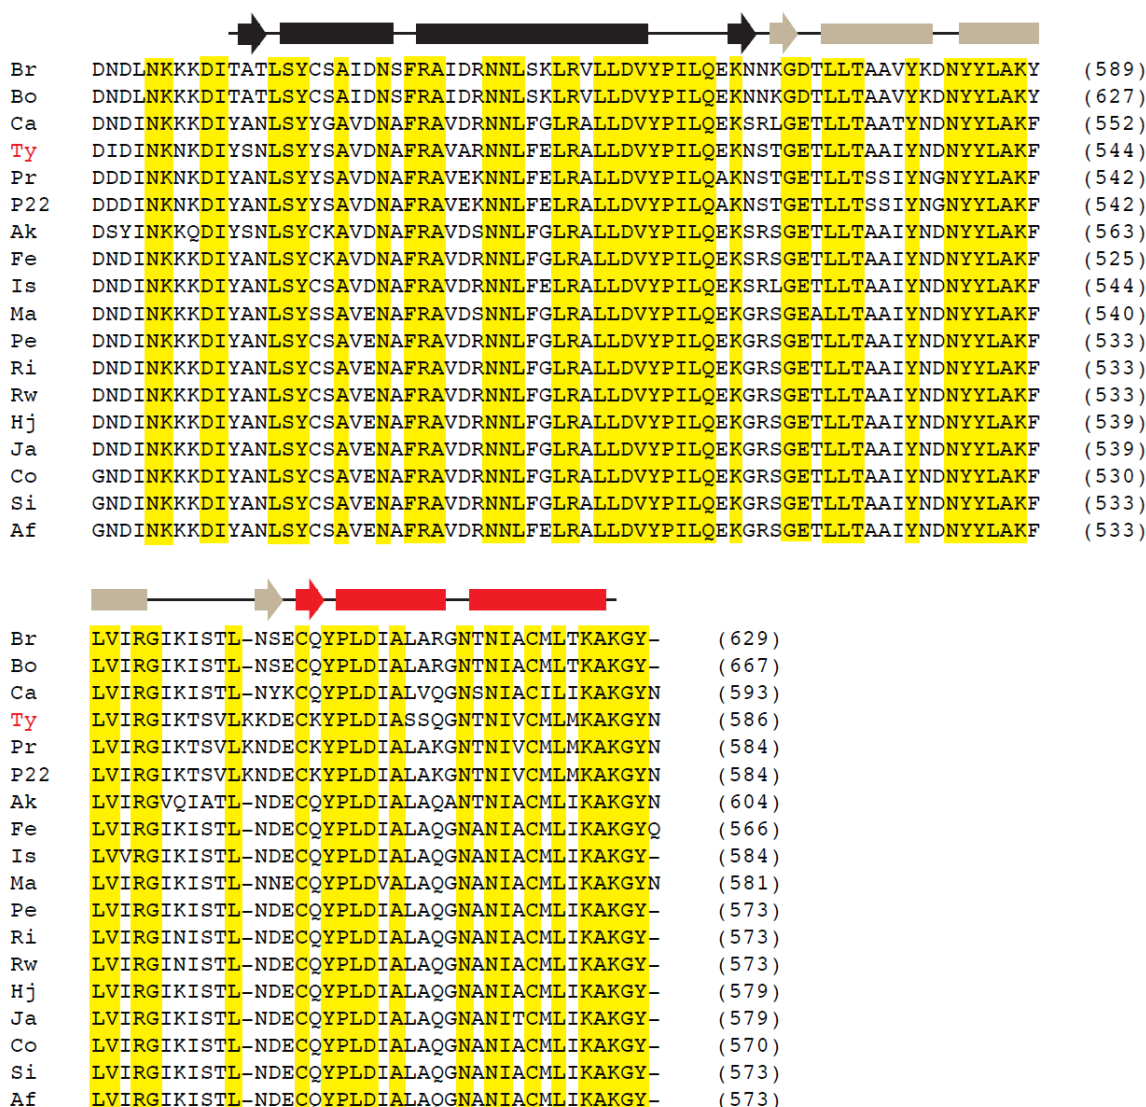 Br DNDLNKKKDITATLSYCSAIDNSFRAIDRNNLSKLRVLLDVYPILQEKNNKGDTLLTAAVYKDNYYLAKY (589)
Bo DNDLNKKKDITATLSYCSAIDNSFRAIDRNNLSKLRVLLDVYPILQEKNNKGDTLLTAAVYKDNYYLAKY (627)
Ca DNDINKKKDIYANLSYYGAVDNAFRAVDRNNLFGLRALLDVYPILQEKSRLGETLLTAATYNDNYYLAKF (552)
Ty DIDINKNKDIYSNLSYYSAVDNAFRAVARNNLFELRALLDVYPILQEKNSTGETLLTAAIYNDNYYLAKF (544)
Pr DDDINKNKDIYANLSYYSAVDNAFRAVEKNNLFELRALLDVYPILQAKNSTGETLLTSSIYNGNYYLAKF (542)
P22 DDDINKNKDIYANLSYYSAVDNAFRAVEKNNLFELRALLDVYPILQAKNSTGETLLTSSIYNGNYYLAKF (542)
Ak DSYINKKQDIYSNLSYCKAVDNAFRAVDSNNLFGLRALLDVYPILQEKSRSGETLLTAAIYNDNYYLAKF (563)
Fe DNDINKKKDIYANLSYCKAVDNAFRAVDRNNLFGLRALLDVYPILQEKSRSGDTLLTAAIYNDNYYLAKF (525)
Is DNDINKKKDIYANLSYCSAVDNAFRAVDRNNLFELRALLDVYPILQEKSRLGETLLTAAIYNDNYYLAKF (544)
Ma DNDINKKKDIYANLSYSSAVENAFRAVDSNNLFGLRALLDVYPILQEKGRSGEALLTAAIYNDNYYLAKF (540)
Pe DNDINKKKDIYANLSYCSAVENAFRAVDRNNLFGLRALLDVYPILQEKGRSGETLLTAAIYNDNYYLAKF (533)
Ri DNDINKKKDIYANLSYCSAVENAFRAVDRNNLFGLRALLDVYPILQEKGRSGETLLTAAIYNDNYYLAKF (533)
Rw DNDINKKKDIYANLSYCSAVENAFRAVDRNNLFGLRALLDVYPILQEKGRSGETLLTAAIYNDNYYLAKF (533)
Hj DNDINKKKDIYANLSYCSAVENAFRAVDRNNLFGLRALLDVYPILQEKGRSGETLLTAAIYNDNYYLAKF (539)
Ja DNDINKKKDIYANLSYCSAVENAFRAVDRNNLFGLRALLDVYPILQEKGRSGETLLTAAIYNDNYYLAKF (539)
Co GNDINKKKDIYANLSYCSAVENAFRAVDRNNLFGLRALLDVYPILQEKGRSGETLLTAAIYNDNYYLAKF (530)
Si GNDINKKKDIYANLSYCSAVENAFRAVDRNNLFGLRALLDVYPILQEKGRSGETLLTAAIYNDNYYLAKF (533)
Af GNDINKKKDIYANLSYCSAVENAFRAVDRNNLFELRALLDVYPILQEKGRSGETLLTAAIYNDNYYLAKF (533)
Br LVIRGIKISTL-NSECQYPLDIALARGNTNIACMLTKAKGY- (629)
Bo LVIRGIKISTL-NSECQYPLDIALARGNTNIACMLTKAKGY- (667)
Ca LVIRGIKISTL-NYKCQYPLDIALVQGNSNIACILIKAKGYN (593)
Ty LVIRGIKTSVLKKDECKYPLDIASSQGNTNIVCMLMKAKGYN (586)
Pr LVIRGIKTSVLKNDECKYPLDIALAKGNTNIVCMLMKAKGYN (584)
P22 LVIRGIKTSVLKNDECKYPLDIALAKGNTNIVCMLMKAKGYN (584)
Ak LVIRGVQIATL-NDECQYPLDIALAQANTNIACMLIKAKGYN (604)
Fe LVIRGIKISTL-NDECQYPLDIALAQGNANIACMLIKAKGYQ (566)
Is LVVRGIKISTL-NDECQYPLDIALAQGNANIACMLIKAKGY- (584)
Ma LVIRGIKISTL-NNECQYPLDVALAQGNANIACMLIKAKGYN (581)
Pe LVIRGIKISTL-NDECQYPLDIALAQGNANIACMLIKAKGY- (573)
Ri LVIRGINISTL-NDECQYPLDIALAQGNANIACMLIKAKGY- (573)
Rw LVIRGINISTL-NDECQYPLDIALAQGNANIACMLIKAKGY- (573)
Hj LVIRGIKISTL-NDECQYPLDIALAQGNANIACMLIKAKGY- (579)
Ja LVIRGIKISTL-NDECQYPLDIALAQGNANITCMLIKAKGY- (579)
Co LVIRGIKISTL-NDECQYPLDIALAQGNANIACMLIKAKGY- (570)
Si LVIRGIKISTL-NDECQYPLDIALAQGNANIACMLIKAKGY- (573)
Af LVIRGIKISTL-NDECQYPLDIALAQGNANIACMLIKAKGY- (573)